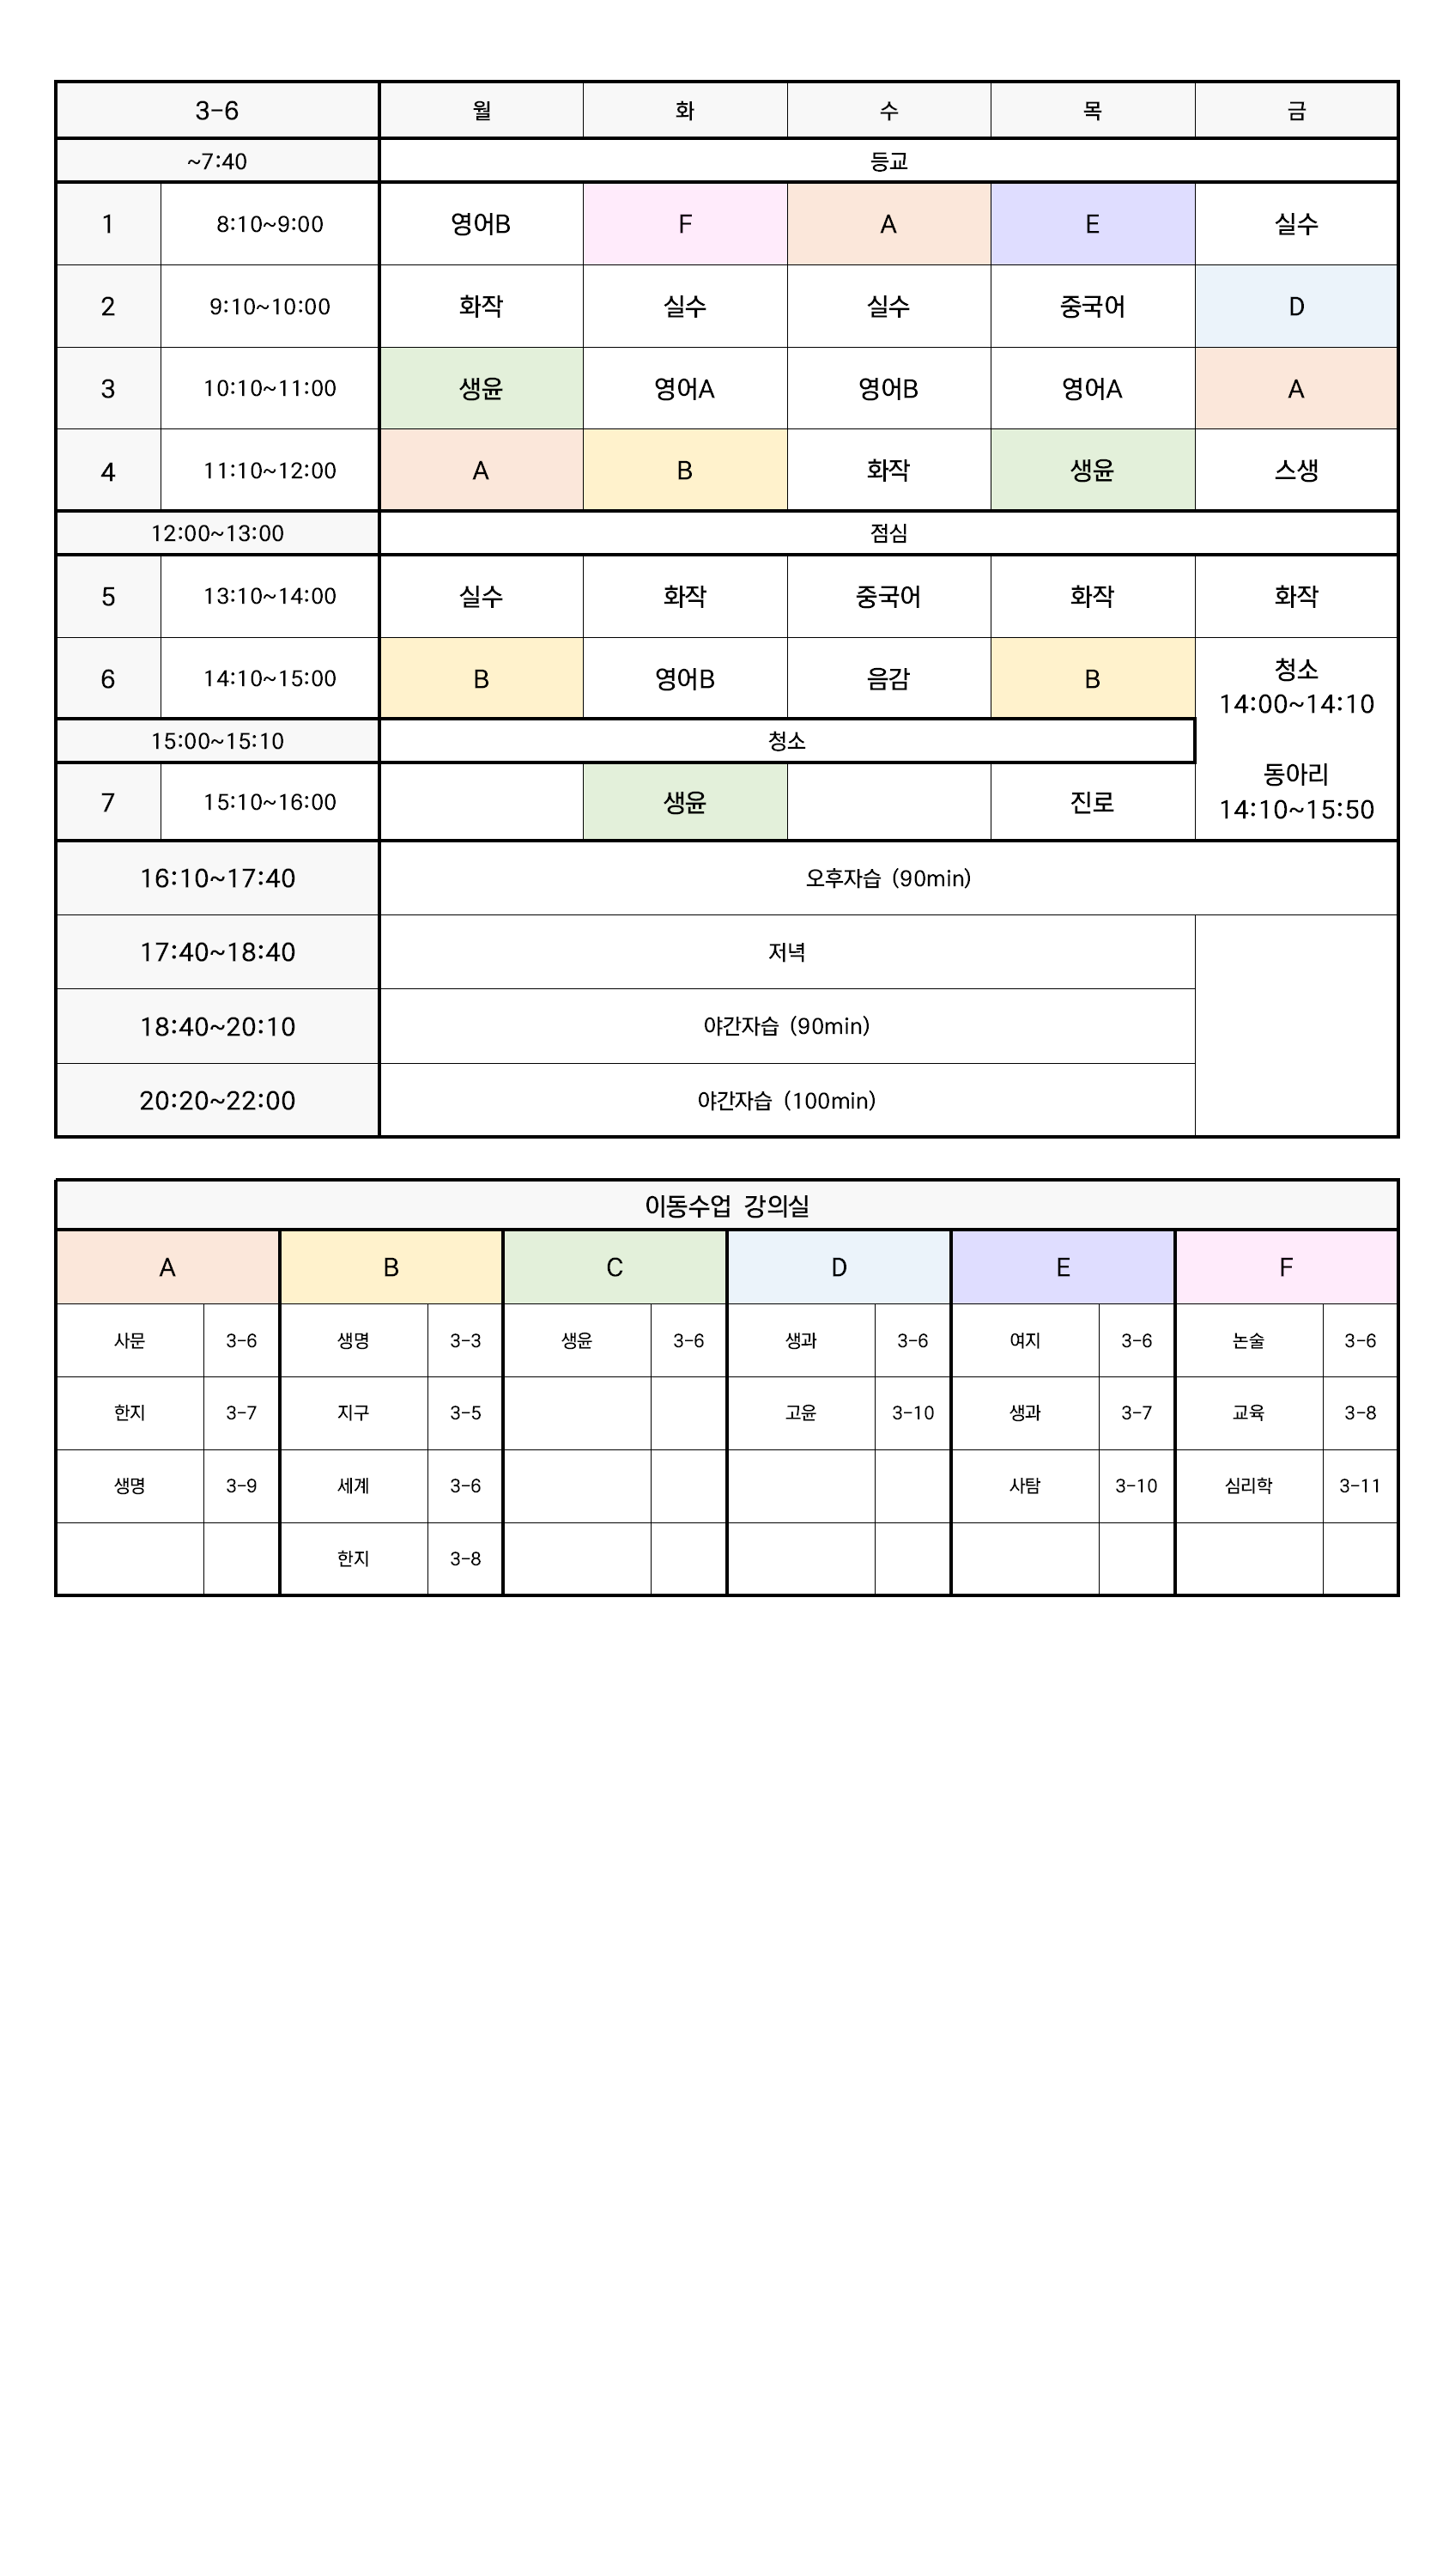 3-6 월 화 수 목 금
~7:40 등교
1 8:10~9:00 영어B F A E 실수
2 9:10~10:00 화작 실수 실수 중국어 D
3 10:10~11:00 생윤 영어A 영어B 영어A A
4 11:10~12:00 A B 화작 생윤 스생
12:00~13:00 점심
5 13:10~14:00 실수 화작 중국어 화작 화작
6 14:10~15:00 B 영어B 음감 B 청소
14:00~14:10
15:00~15:10 청소
동아리
7 15:10~16:00 생윤 진로 14:10~15:50
16:10~17:40 오후자습 (90min)
17:40~18:40 저녁
18:40~20:10 야간자습 (90min)
20:20~22:00 야간자습 (100min)
이동수업 강의실
A B C D E F
사문 3-6 생명 3-3 생윤 3-6 생과 3-6 여지 3-6 논술 3-6
한지 3-7 지구 3-5 고윤 3-10 생과 3-7 교육 3-8
생명 3-9 세계 3-6 사탐 3-10 심리학 3-11
한지 3-8